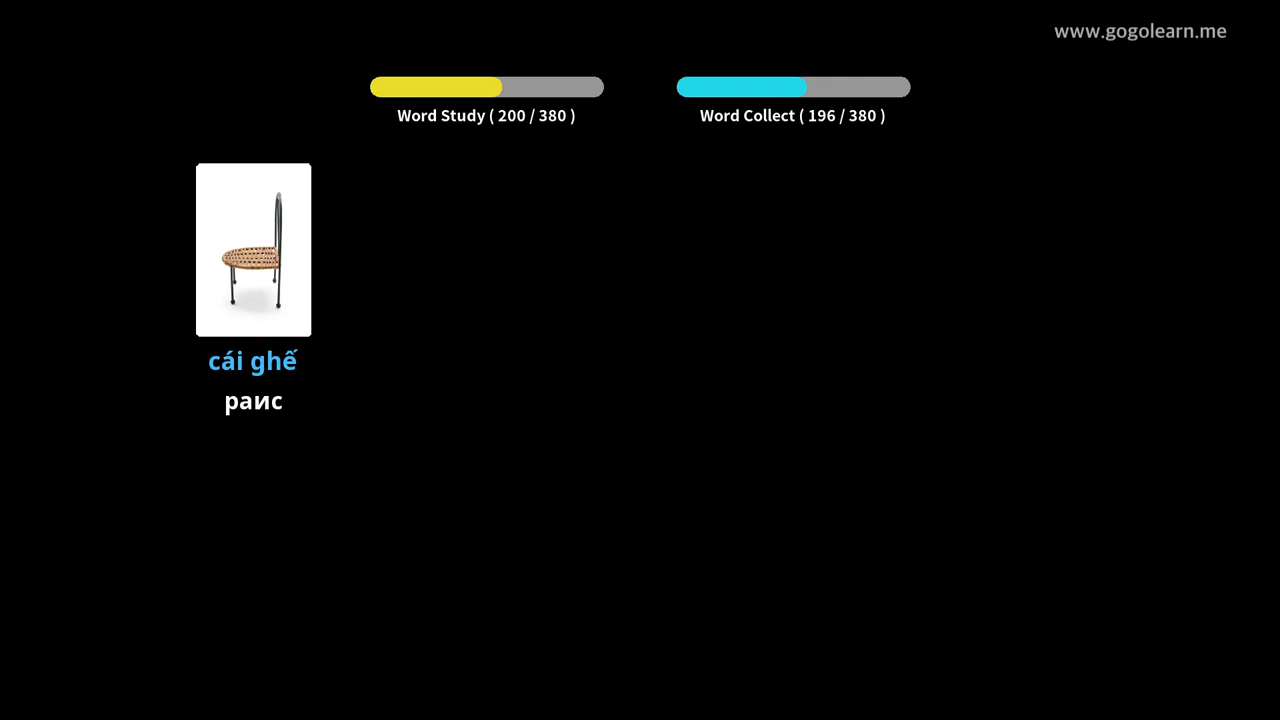 www.gogolearn.me
Word Study ( 200 / 380 )
Word Collect ( 196 / 380 )
cái ghế
раис